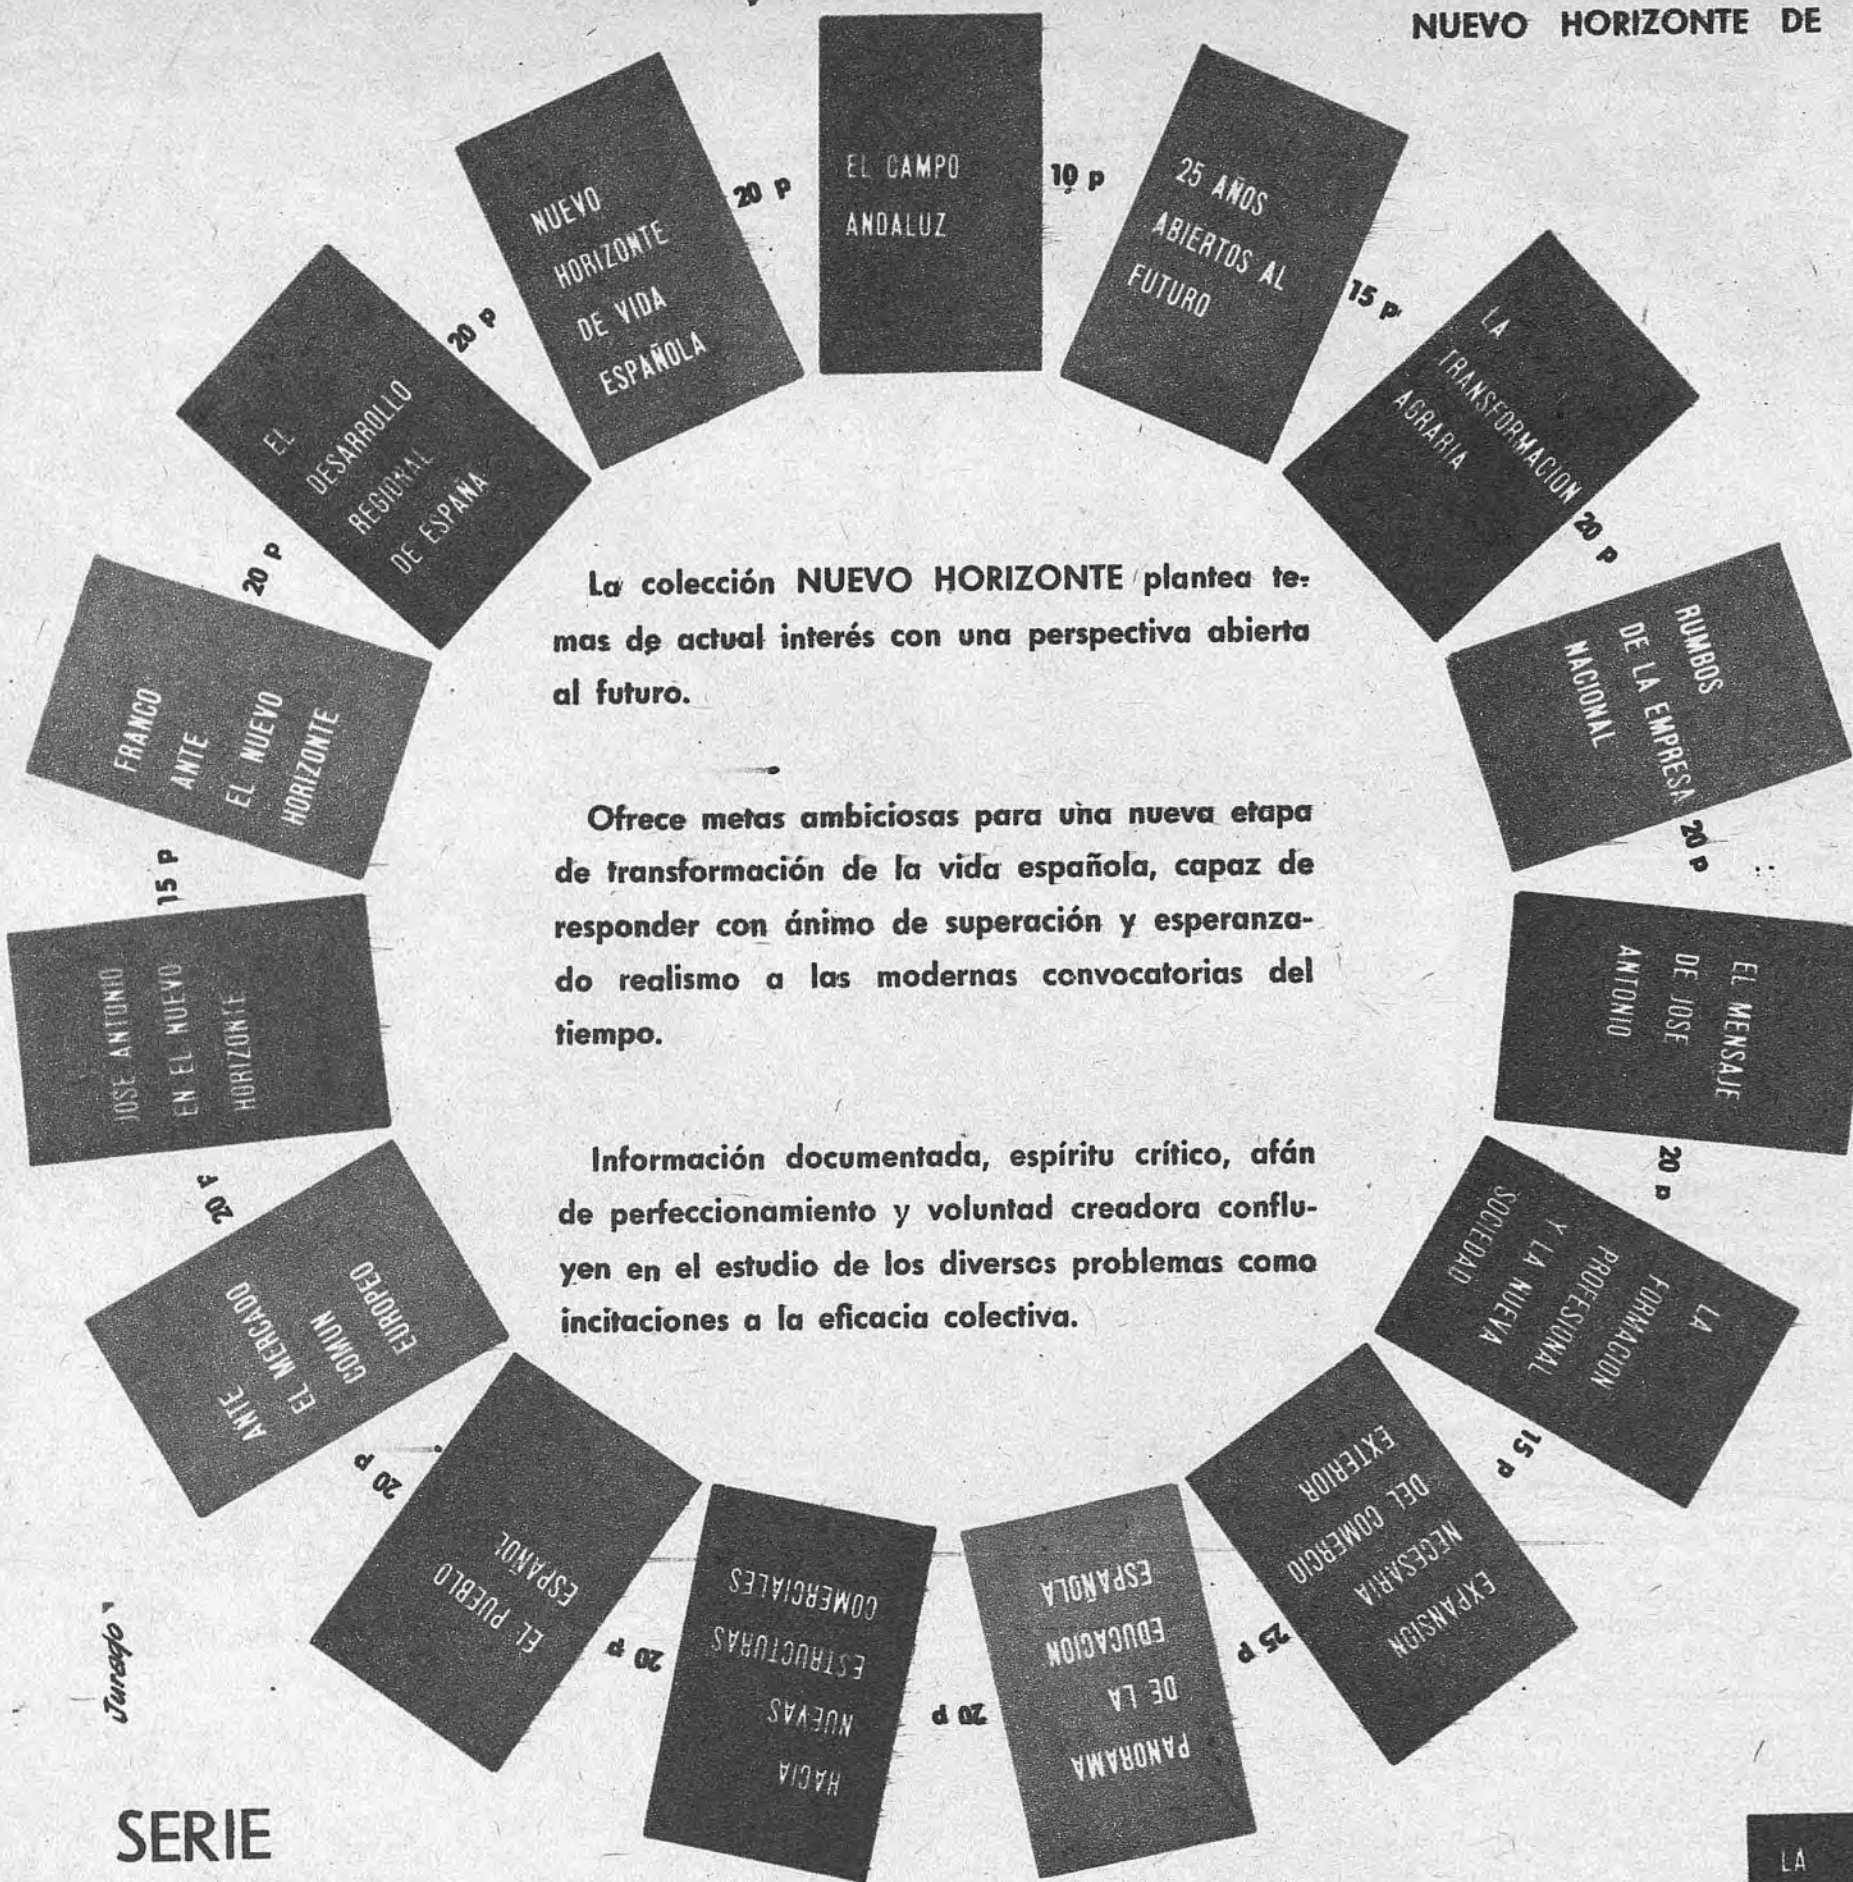 NUEVO HORIZONTE DE
EL CAMPO
ANDALUZ
10 p
25 AÑOS
ABIERTOS AL
FUTURO
15 p
LA
TRANSFORMACION
AGRARIA
20 p
RUMBOS
DE LA EMPRESA
NACIONAL
20 p
EL MENSAJE
DE JOSE
ANTONIO
20 p
LA
FORMACION
PROFESIONAL
Y LA NUEVA
SOCIEDAD
15 p
EXPANSION
NECESARIA
DEL COMERCIO
EXTERIOR
25 p
PANORAMA
DE LA
EDUCACION
ESPAÑOLA
20 p
HACIA
NUEVAS
ESTRUCTURAS
COMERCIALES
20 p
EL PUEBLO
ESPAÑOL
20 p
ANTE
EL MERCADO
COMUN
EUROPEO
20 p
JOSE ANTONIO
EN EL NUEVO
HORIZONTE
15 p
FRANCO
ANTE
EL NUEVO
HORIZONTE
20 p
EL
DESARROLLO
REGIONAL
DE ESPAÑA
20 p
NUEVO
HORIZONTE
DE VIDA
ESPAÑOLA
20 p
La colección NUEVO HORIZONTE plantea te-
mas de actual interés con una perspectiva abierta
al futuro.
Ofrece metas ambiciosas para una nueva etapa
de transformación de la vida española, capaz de
responder con ánimo de superación y esperanza-
do realismo a las modernas convocatorias del
tiempo.
Información documentada, espíritu crítico, afán
de perfeccionamiento y voluntad creadora conflu-
yen en el estudio de los diversos problemas como
incitaciones a la eficacia colectiva.
SERIE
LA